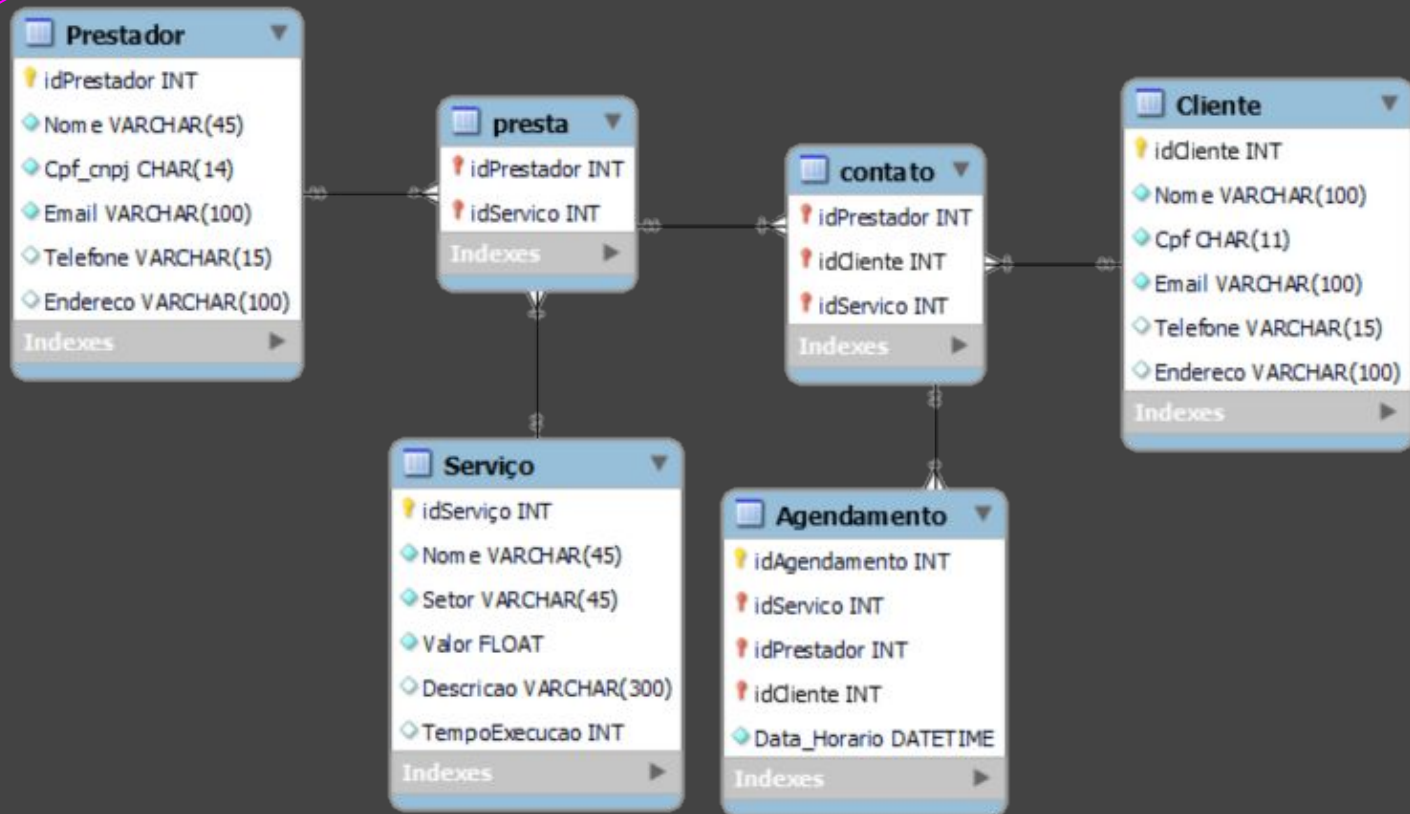 Prestador
idPrestador INT
Nome VARCHAR(45)
Cpf_cnpj CHAR(14)
Email VARCHAR(100)
Telefone VARCHAR(15)
Endereco VARCHAR(100)
Indexes
presta
idPrestador INT
idServico INT
Indexes
contato
idPrestador INT
idCliente INT
idServico INT
Indexes
Cliente
idCliente INT
Nome VARCHAR(100)
Cpf CHAR(11)
Email VARCHAR(100)
Telefone VARCHAR(15)
Endereco VARCHAR(100)
Indexes
Serviço
idServiço INT
Nome VARCHAR(45)
Setor VARCHAR(45)
Valor FLOAT
Descricao VARCHAR(300)
TempoExecucao INT
Indexes
Agendamento
idAgendamento INT
idServico INT
idPrestador INT
idCliente INT
Data_Horario DATETIME
Indexes